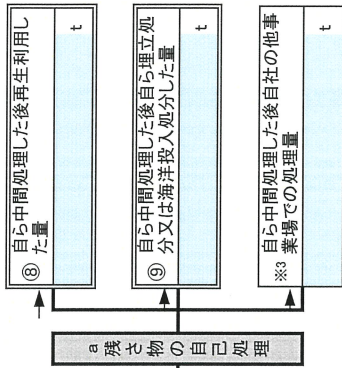 ⑧ 自ら中間処理した後再生利用し
た量
t
⑨ 自ら中間処理した後自ら埋立処
分又は海洋投入処分した量
t
※3 自ら中間処理した後自社の他事
業場での処理量
t
a 残さ物の自己処理